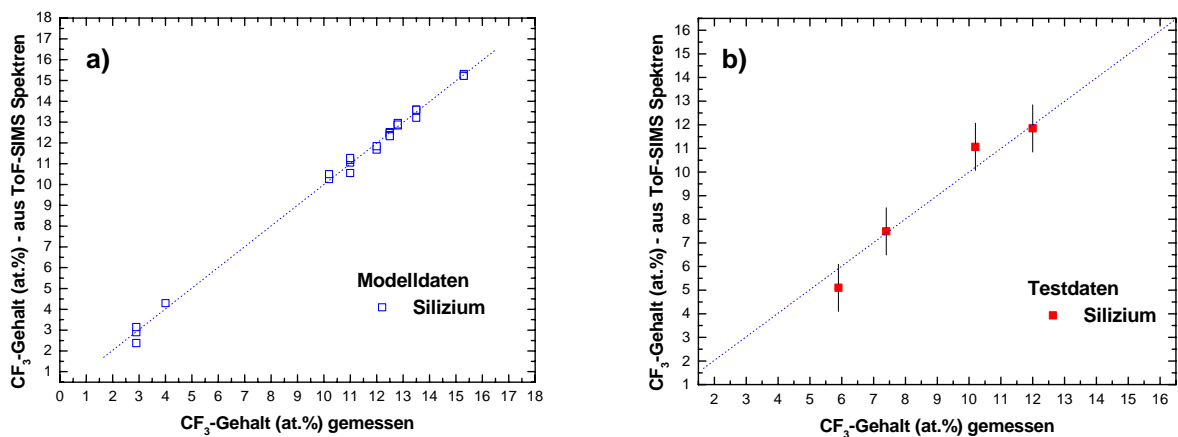 a)
CF₃-Gehalt (at.%) - aus ToF-SIMS Spektren
18
17
16
15
14
13
12
11
10
9
8
7
6
5
4
3
2
1
Modelldaten
Silizium
0 1 2 3 4 5 6 7 8 9 10 11 12 13 14 15 16 17 18
CF₃-Gehalt (at.%) gemessen
b)
CF₃-Gehalt (at.%) - aus ToF-SIMS Spektren
16
15
14
13
12
11
10
9
8
7
6
5
4
3
2
1
Testdaten
Silizium
2 3 4 5 6 7 8 9 10 11 12 13 14 15 16
CF₃-Gehalt (at.%) gemessen